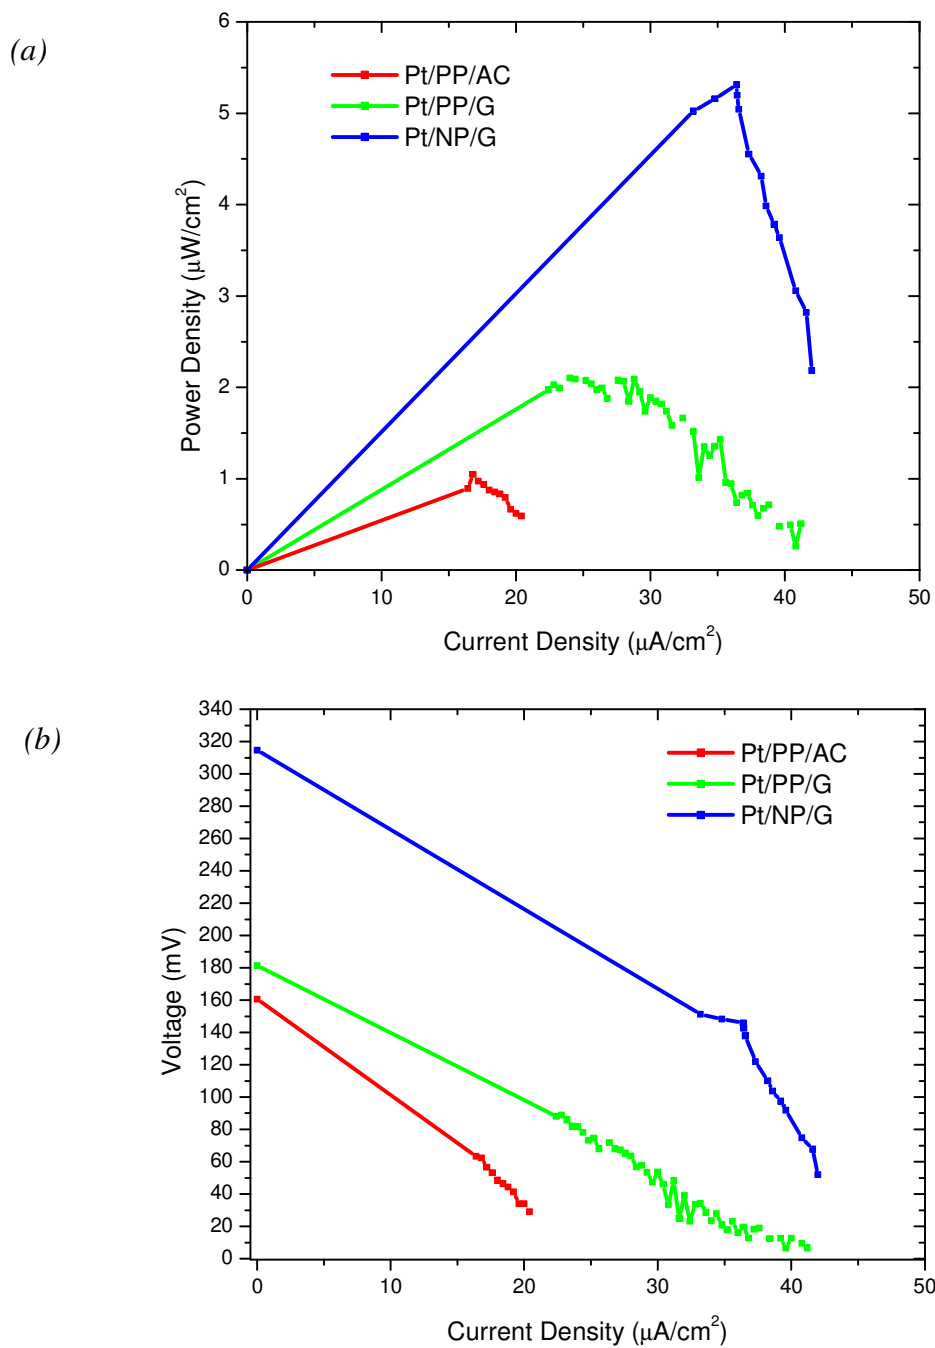 (a)
6
5
4
3
2
1
0
Power Density (μW/cm²)
Pt/PP/AC
Pt/PP/G
Pt/NP/G
0 10 20 30 40 50
Current Density (μA/cm²)
(b)
340
320
300
280
260
240
220
200
180
160
140
120
100
80
60
40
20
0
Voltage (mV)
Pt/PP/AC
Pt/PP/G
Pt/NP/G
0 10 20 30 40 50
Current Density (μA/cm²)